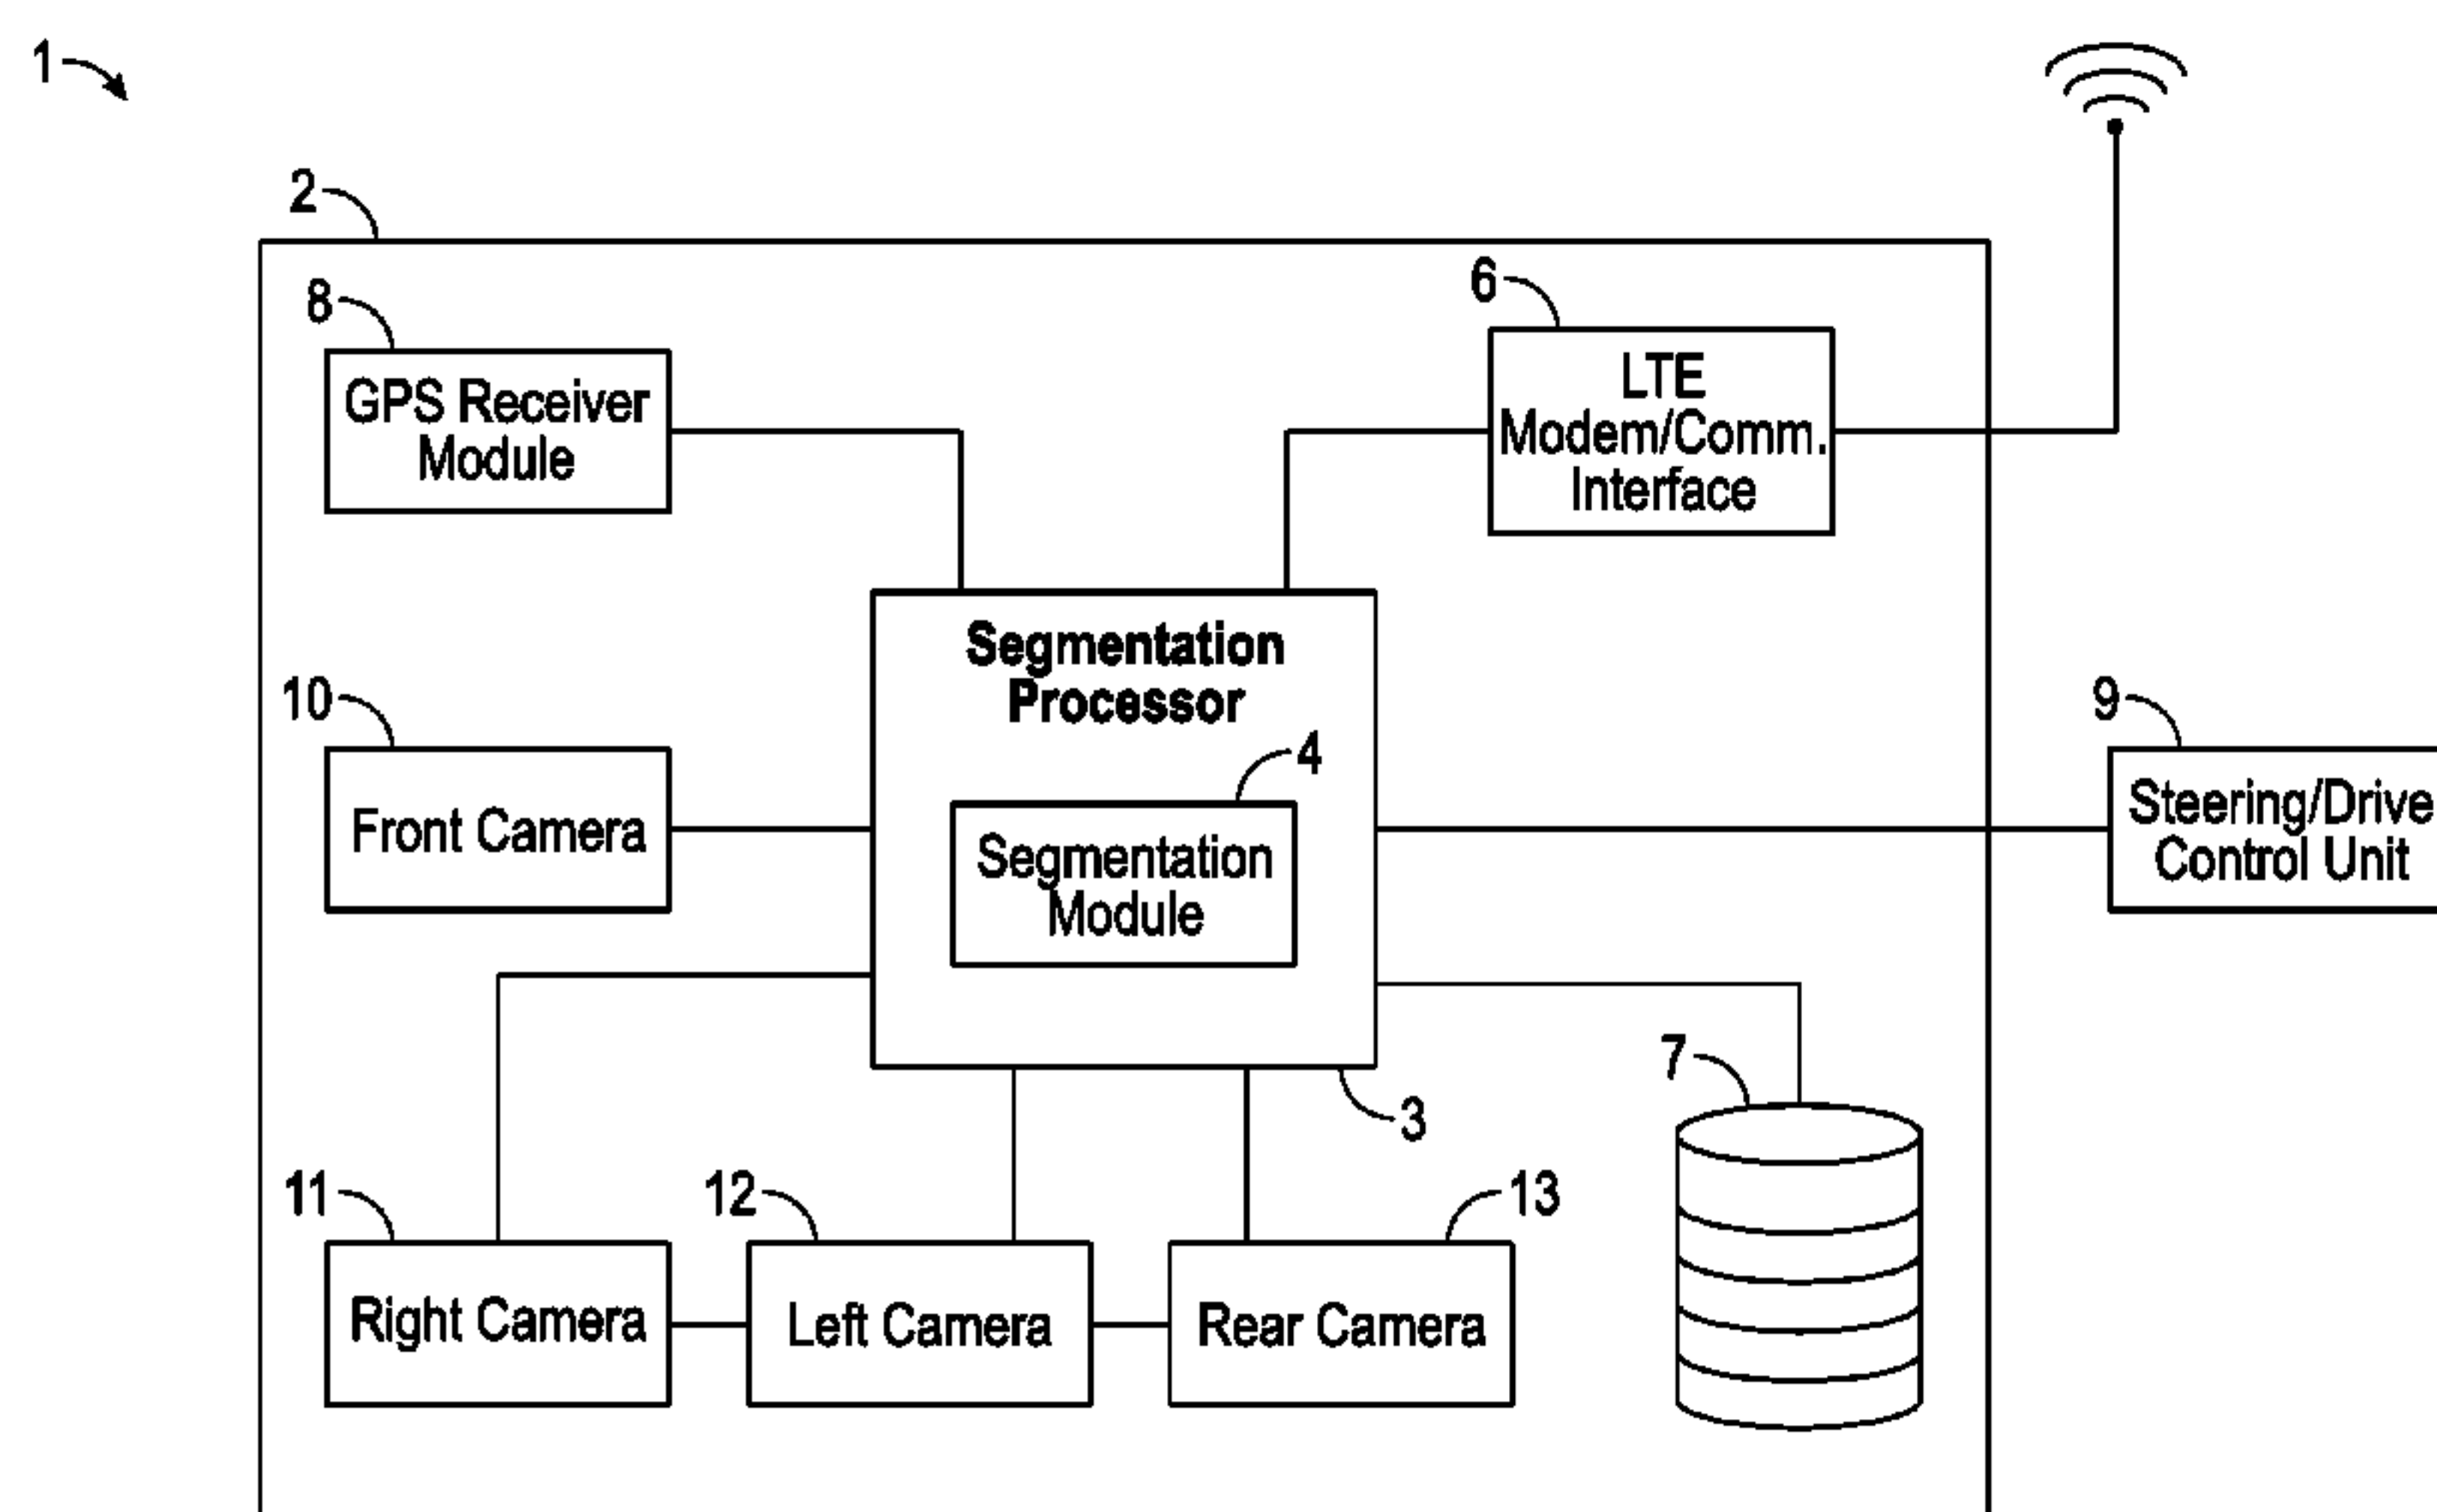 1
2
8
GPS Receiver
Module
6
LTE
Modem/Comm.
Interface
Segmentation
Processor
10
Front Camera
4
Segmentation
Module
9
Steering/Drive
Control Unit
3
7
11
Right Camera
12
Left Camera
13
Rear Camera